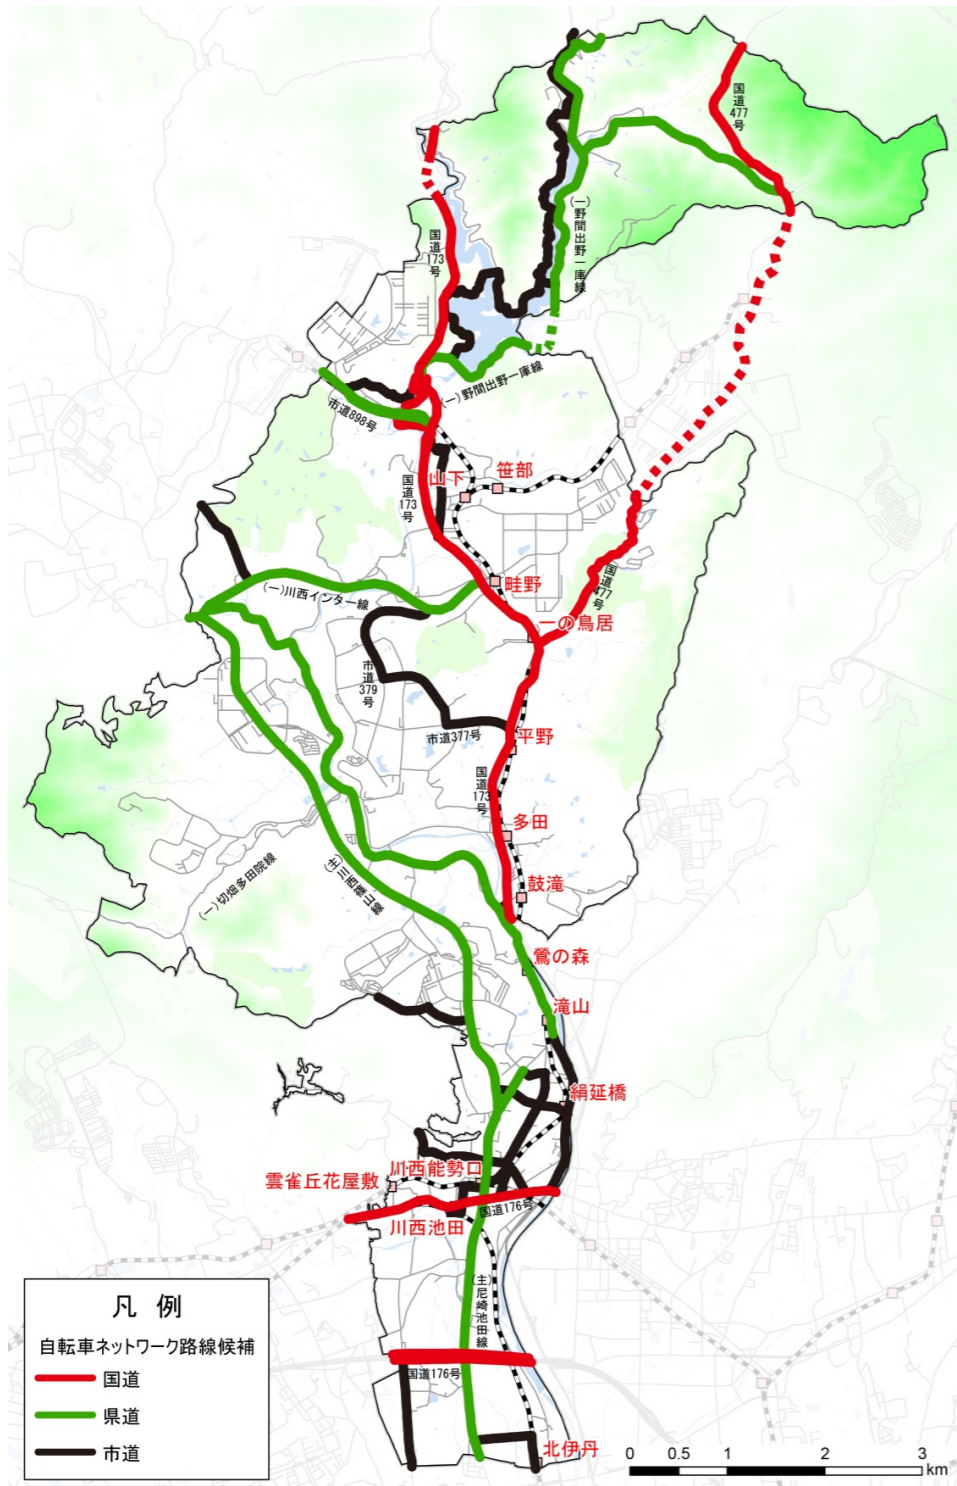 国道477号
国道173号
(一)野間出野一庫線
(一)野間出野一庫線
市道898号
国道173号
山下
笹部
畦野
国道477号
(一)川西インター線
一の鳥居
市道379号
市道377号
平野
国道173号
多田
(一)切畑多田院線
(主)川西篠山線
鼓滝
鶯の森
滝山
絹延橋
川西能勢口
雲雀丘花屋敷
国道176号
川西池田
(主)尼崎池田線
国道176号
北伊丹
凡 例
自転車ネットワーク路線候補
国道
県道
市道
0 0.5 1 2 3
km